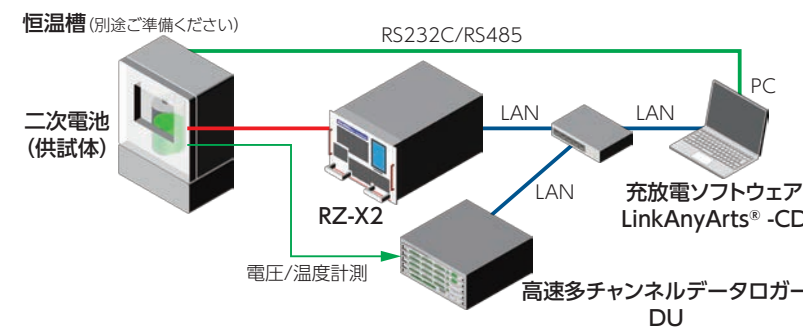 恒温槽(別途ご準備ください)
RS232C/RS485
PC
二次電池
(供試体)
LAN
LAN
RZ-X2
LAN
充放電ソフトウェア
LinkAnyArts® -CD
電圧/温度計測
高速多チャンネルデータロガー
DU